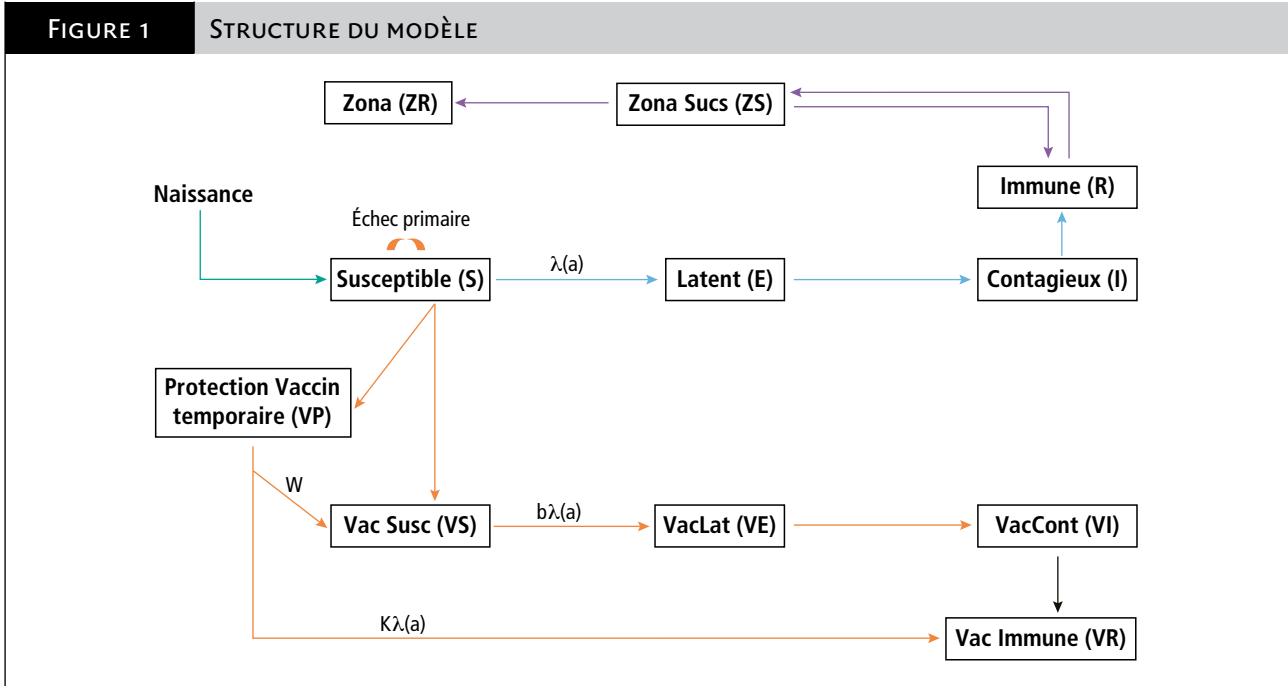 FIGURE 1
STRUCTURE DU MODÈLE
Zona (ZR)
Zona Sucs (ZS)
Immune (R)
Naissance
Échec primaire
Susceptible (S)
λ(a)
Latent (E)
Contagieux (I)
Protection Vaccin
temporaire (VP)
W
Vac Susc (VS)
bλ(a)
VacLat (VE)
VacCont (VI)
Kλ(a)
Vac Immune (VR)